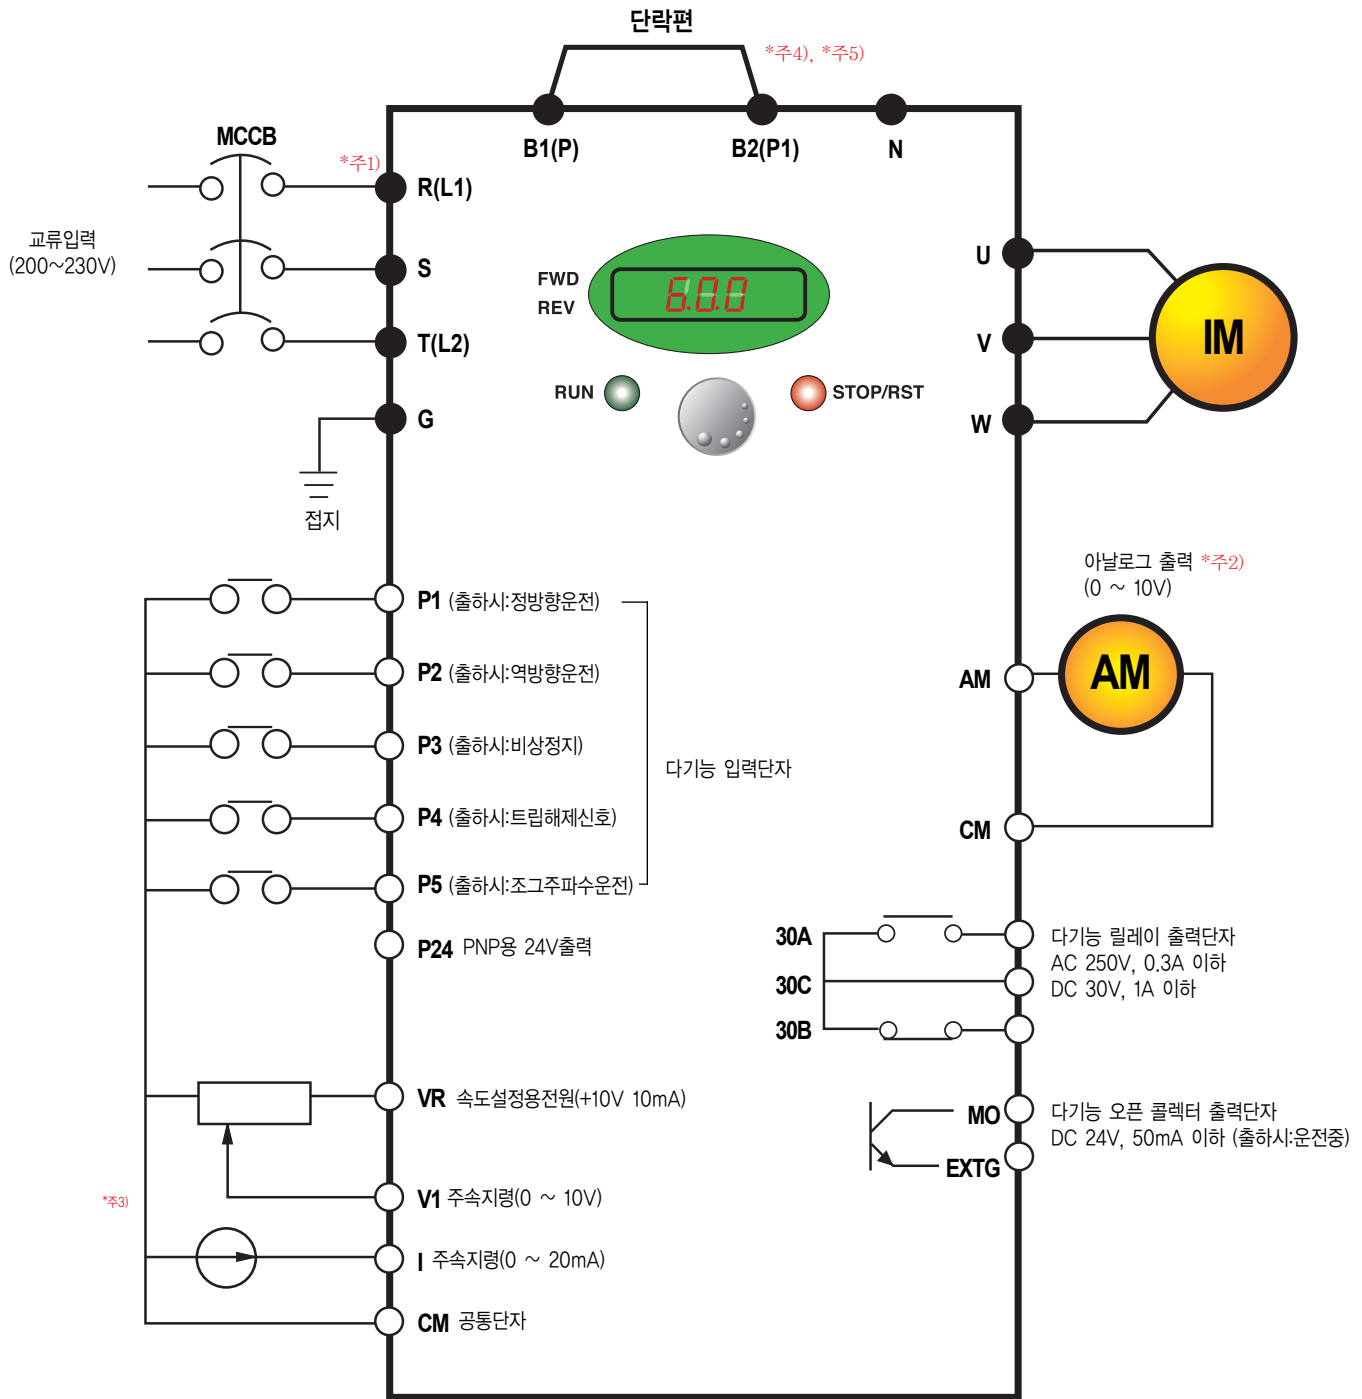 단락편
*주4), *주5)
B1(P)
B2(P1)
N
MCCB
*주1)
R(L1)
교류입력
(200~230V)
S
T(L2)
G
접지
FWD
REV
6.0.0
RUN
STOP/RST
U
V
W
IM
P1 (출하시:정방향운전)
P2 (출하시:역방향운전)
P3 (출하시:비상정지)
P4 (출하시:트립해제신호)
P5 (출하시:조그주파수운전)
다기능 입력단자
P24 PNP용 24V출력
VR 속도설정용전원(+10V 10mA)
V1 주속지령(0 ~ 10V)
*주3)
I 주속지령(0 ~ 20mA)
CM 공통단자
아날로그 출력 *주2)
(0 ~ 10V)
AM
AM
CM
30A
30C
30B
다기능 릴레이 출력단자
AC 250V, 0.3A 이하
DC 30V, 1A 이하
MO
EXTG
다기능 오픈 콜렉터 출력단자
DC 24V, 50mA 이하 (출하시:운전중)